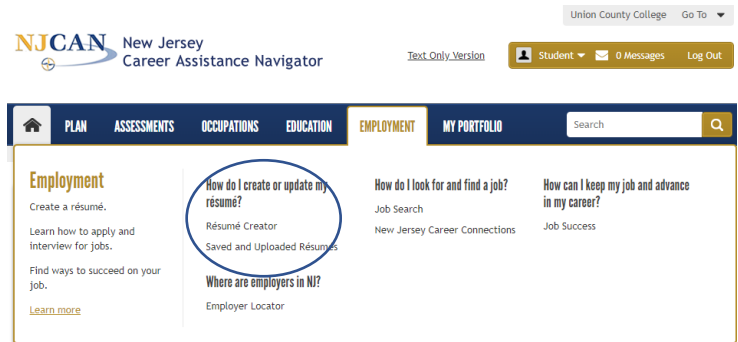 Union County College Go To
NJCAN New Jersey
Career Assistance Navigator
Text Only Version
Student 0 Messages Log Out
PLAN ASSESSMENTS OCCUPATIONS EDUCATION EMPLOYMENT MY PORTFOLIO Search
Employment
Create a résumé.
Learn how to apply and
interview for jobs.
Find ways to succeed on your
job.
Learn more
How do I create or update my
résumé?
Résumé Creator
Saved and Uploaded Résumés
Where are employers in NJ?
Employer Locator
How do I look for and find a job?
Job Search
New Jersey Career Connections
How can I keep my job and advance
in my career?
Job Success